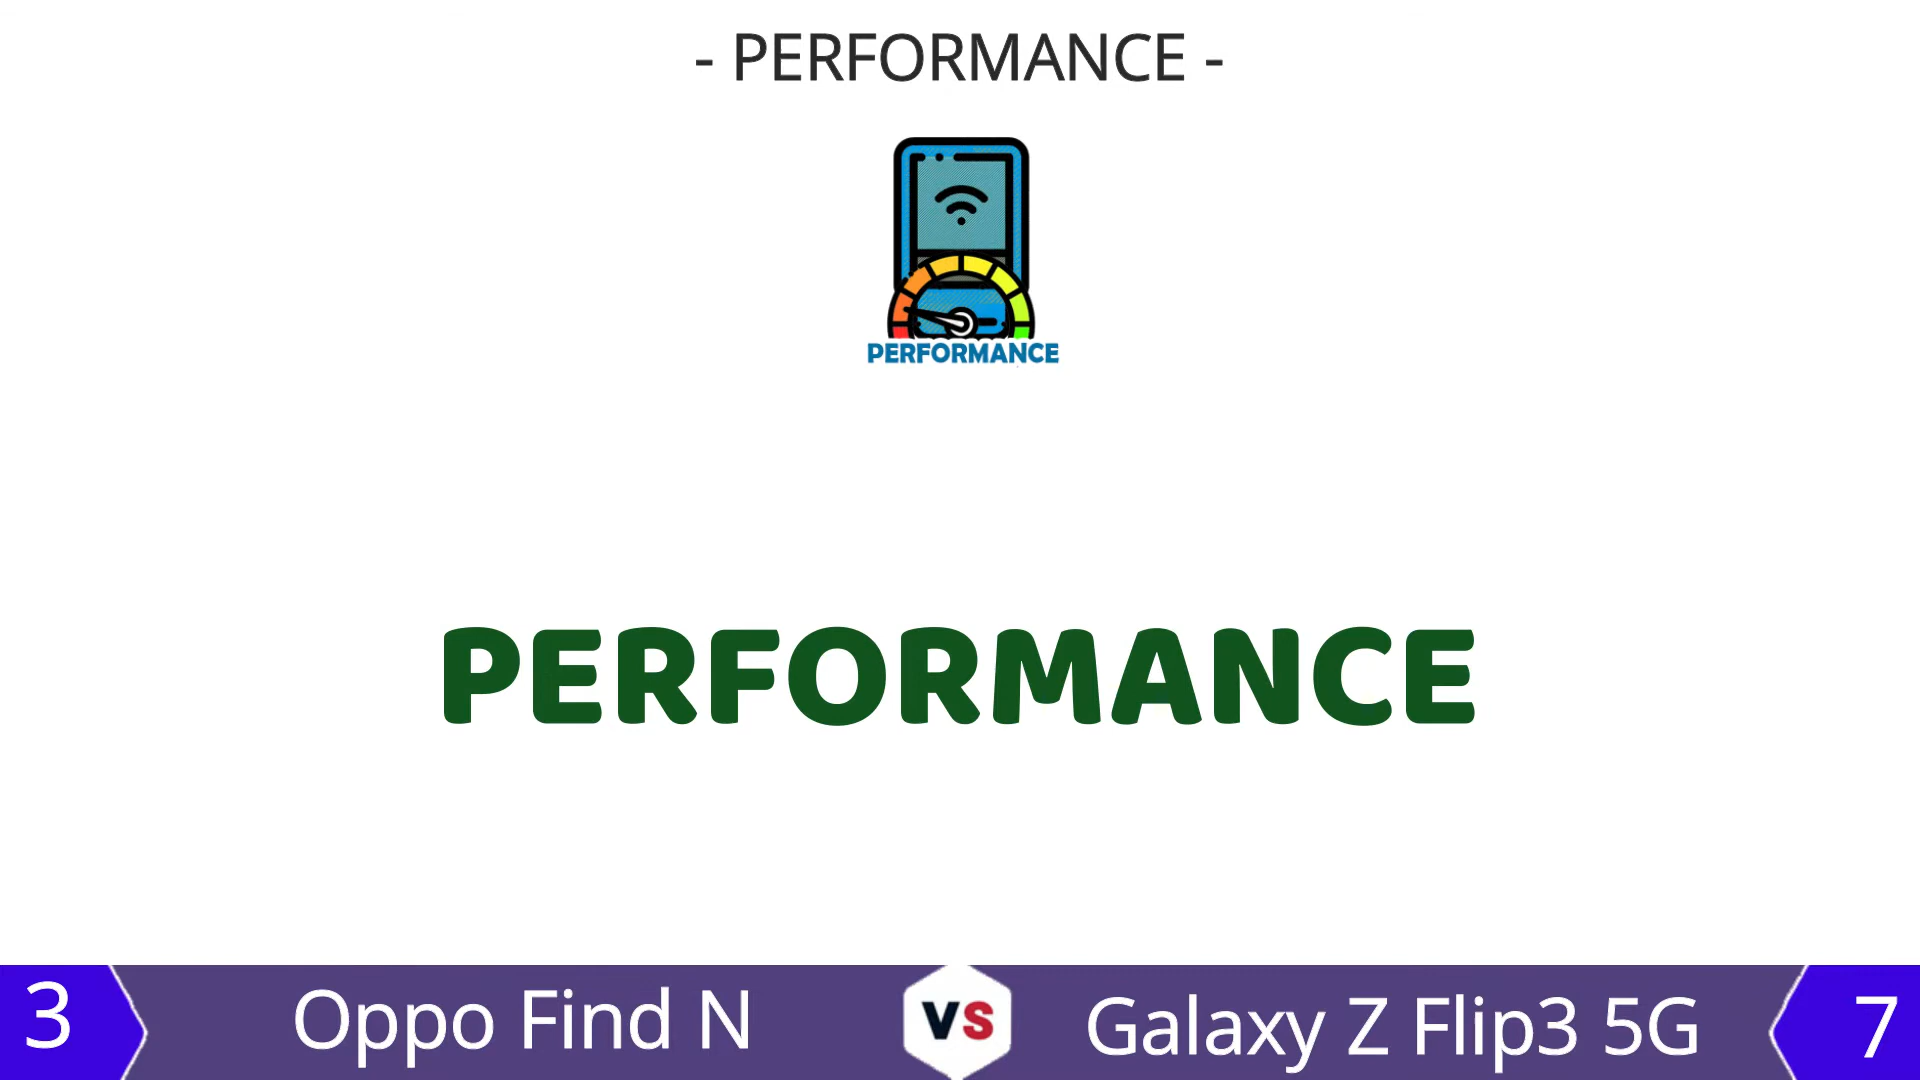 - PERFORMANCE -
PERFORMANCE
PERFORMANCE
3 Oppo Find N VS Galaxy Z Flip3 5G 7